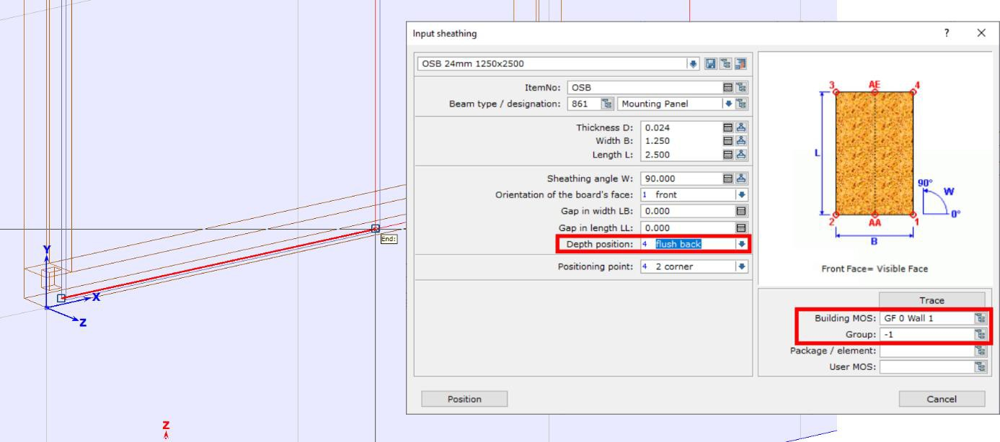 Input sheathing
?
OSB 24mm 1250x2500
ItemNo: OSB
Beam type / designation: 861 Mounting Panel
Thickness D: 0.024
Width B: 1.250
Length L: 2.500
Sheathing angle W: 90.000
Orientation of the board's face: 1 front
Gap in width LB: 0.000
Gap in length LL: 0.000
Depth position: 4 flush back
Positioning point: 4 2 corner
3 AE 4
L
90° W
0°
2 AA 1
B
Front Face= Visible Face
Trace
Building MOS: GF 0 Wall 1
Group: -1
Package / element:
User MOS:
Position
Cancel
End:
Y
X
Z
Z